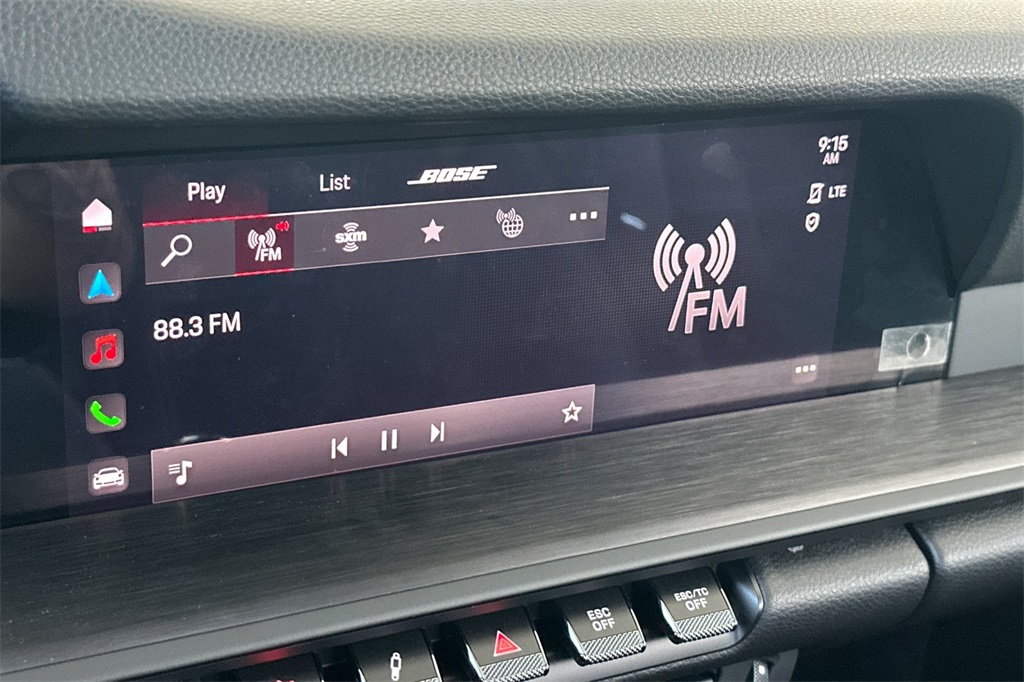 Play List BOSE
9:15
AM
LTE
FM
sxm
FM
88.3 FM
ESC
OFF
ESC/TC
OFF